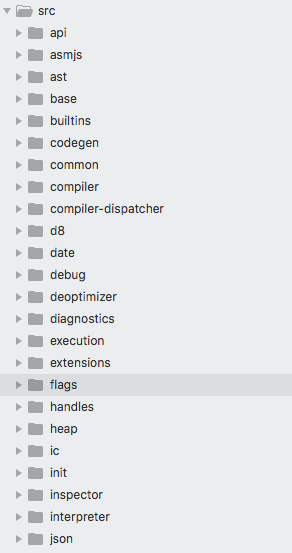 src
api
asmjs
ast
base
builtins
codegen
common
compiler
compiler-dispatcher
d8
date
debug
deoptimizer
diagnostics
execution
extensions
flags
handles
heap
ic
init
inspector
interpreter
json